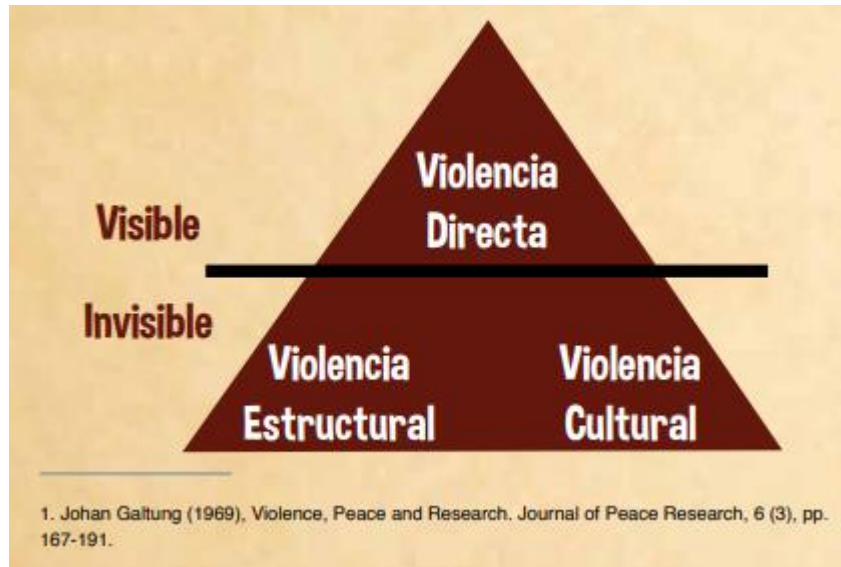 Violencia
Directa
Visible
Invisible
Violencia
Estructural
Violencia
Cultural
1. Johan Galtung (1969), Violence, Peace and Research. Journal of Peace Research, 6 (3), pp.
167-191.